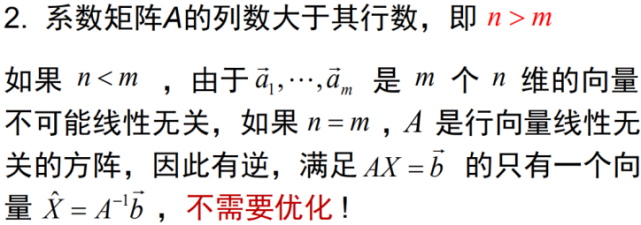 2. 系数矩阵A的列数大于其行数，即 n > m
如果 n < m ，由于 a⃗₁,⋯,a⃗ₘ 是 m 个 n 维的向量
不可能线性无关，如果 n = m ，A 是行向量线性无
关的方阵，因此有逆，满足 AX = b⃗ 的只有一个向
量 X̂ = A⁻¹b⃗ ，不需要优化！